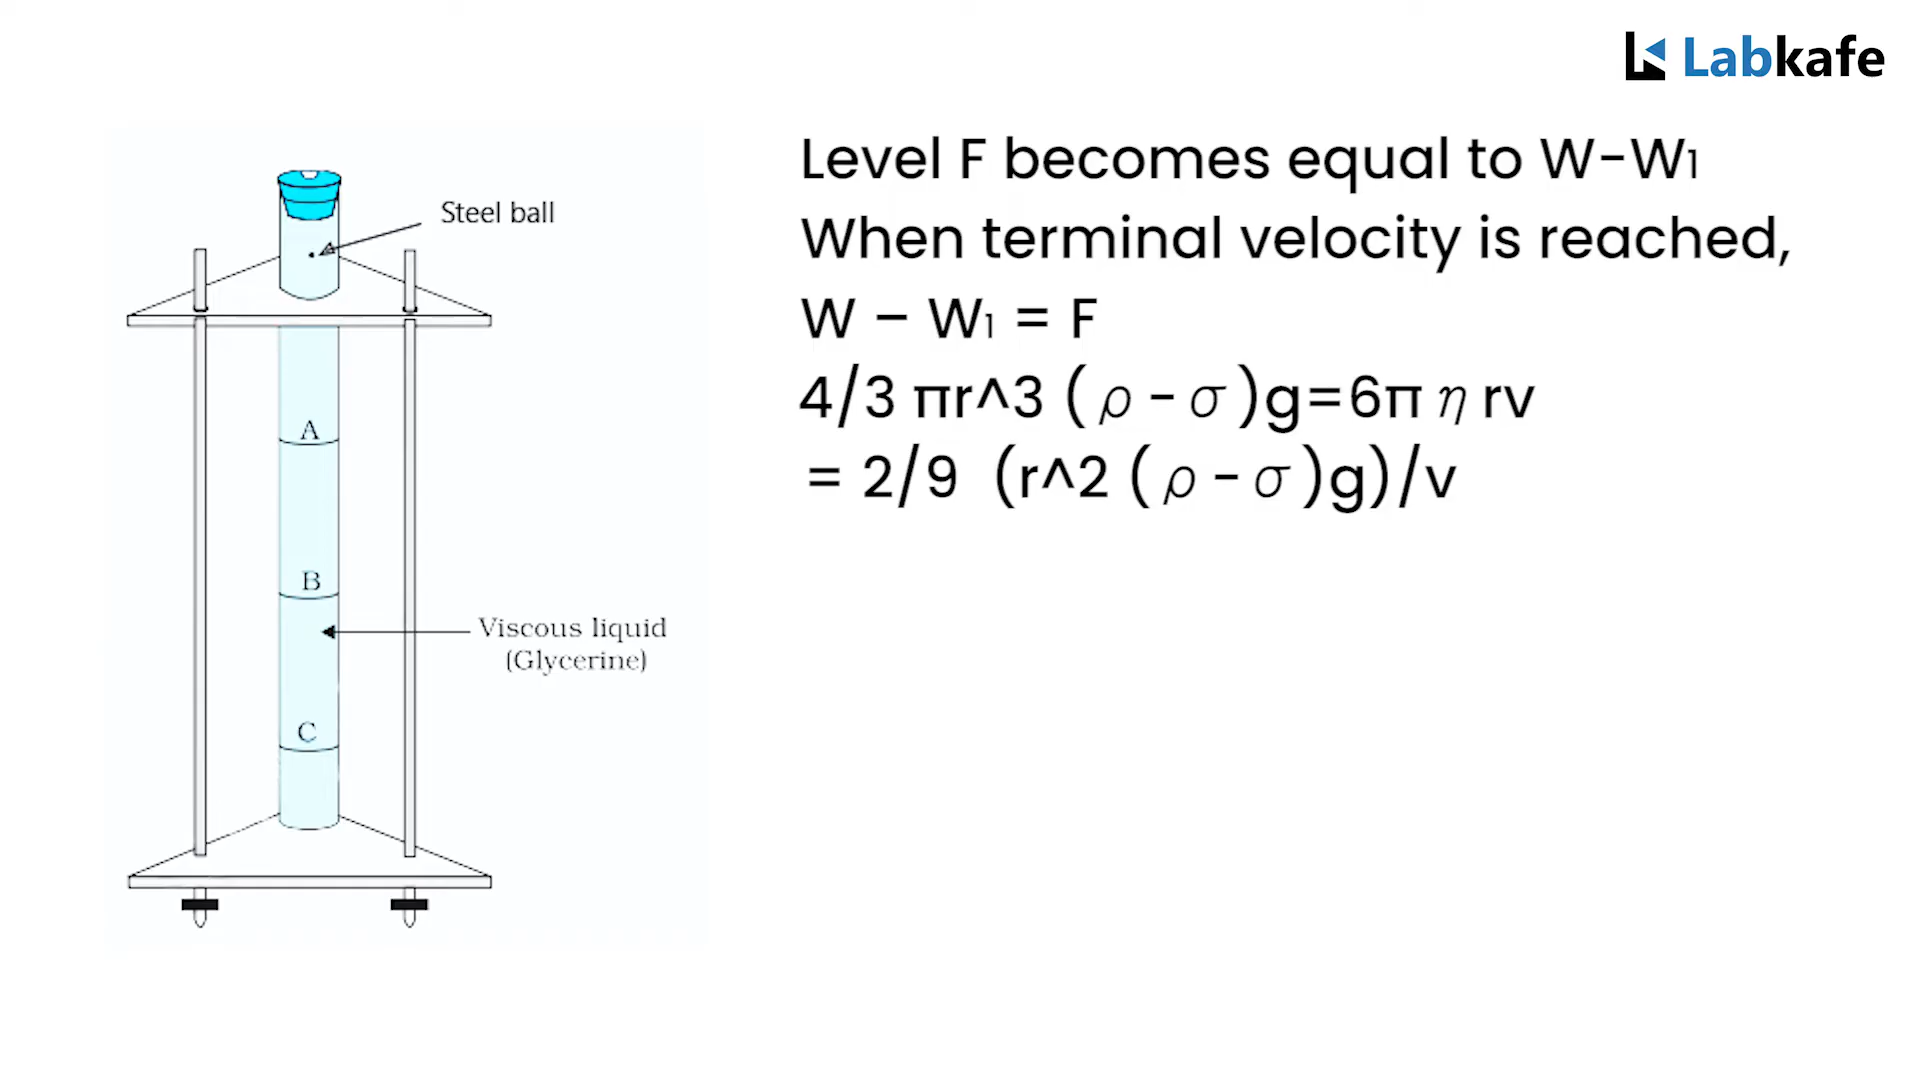 Labkafe
Level F becomes equal to W-W₁
When terminal velocity is reached,
W – W₁ = F
4/3 πr^3 (ρ-σ)g=6π η rv
= 2/9 (r^2 (ρ-σ)g)/v
Steel ball
A
B
Viscous liquid
(Glycerine)
C